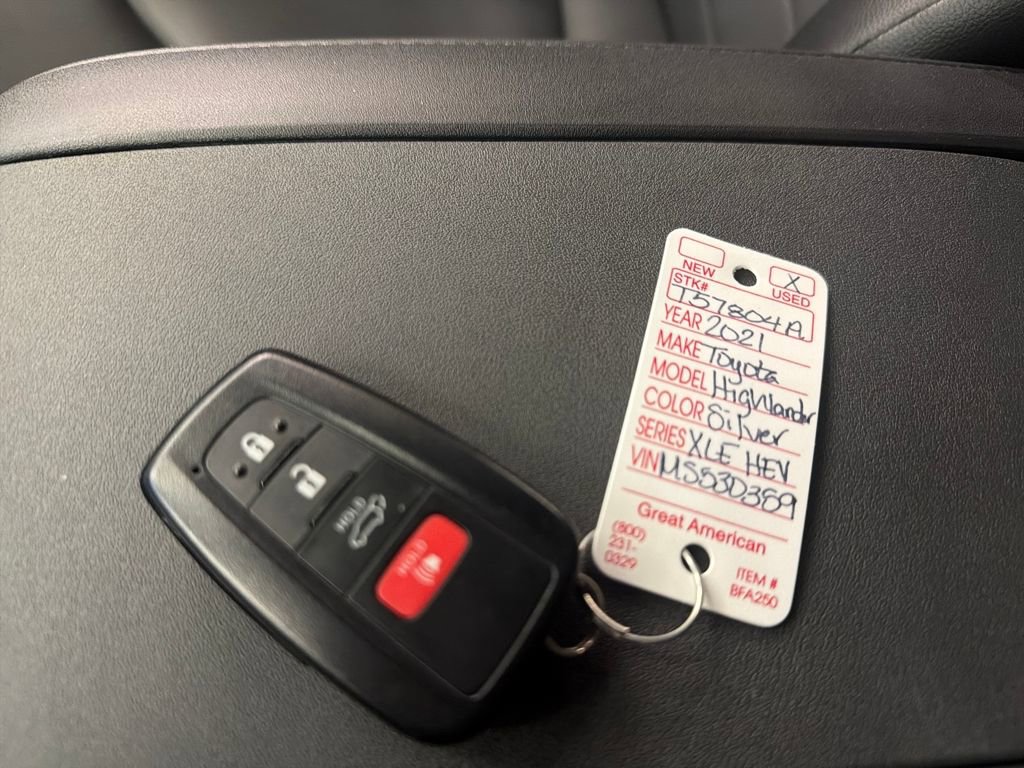 NEW X USED
STK# T57804A
YEAR 2021
MAKE Toyota
MODEL Highlander
COLOR Silver
SERIES XLE HEV
VIN MS53D359
Great American
(800)
231-
0329
ITEM #
BFA250
HOLD
HOLD